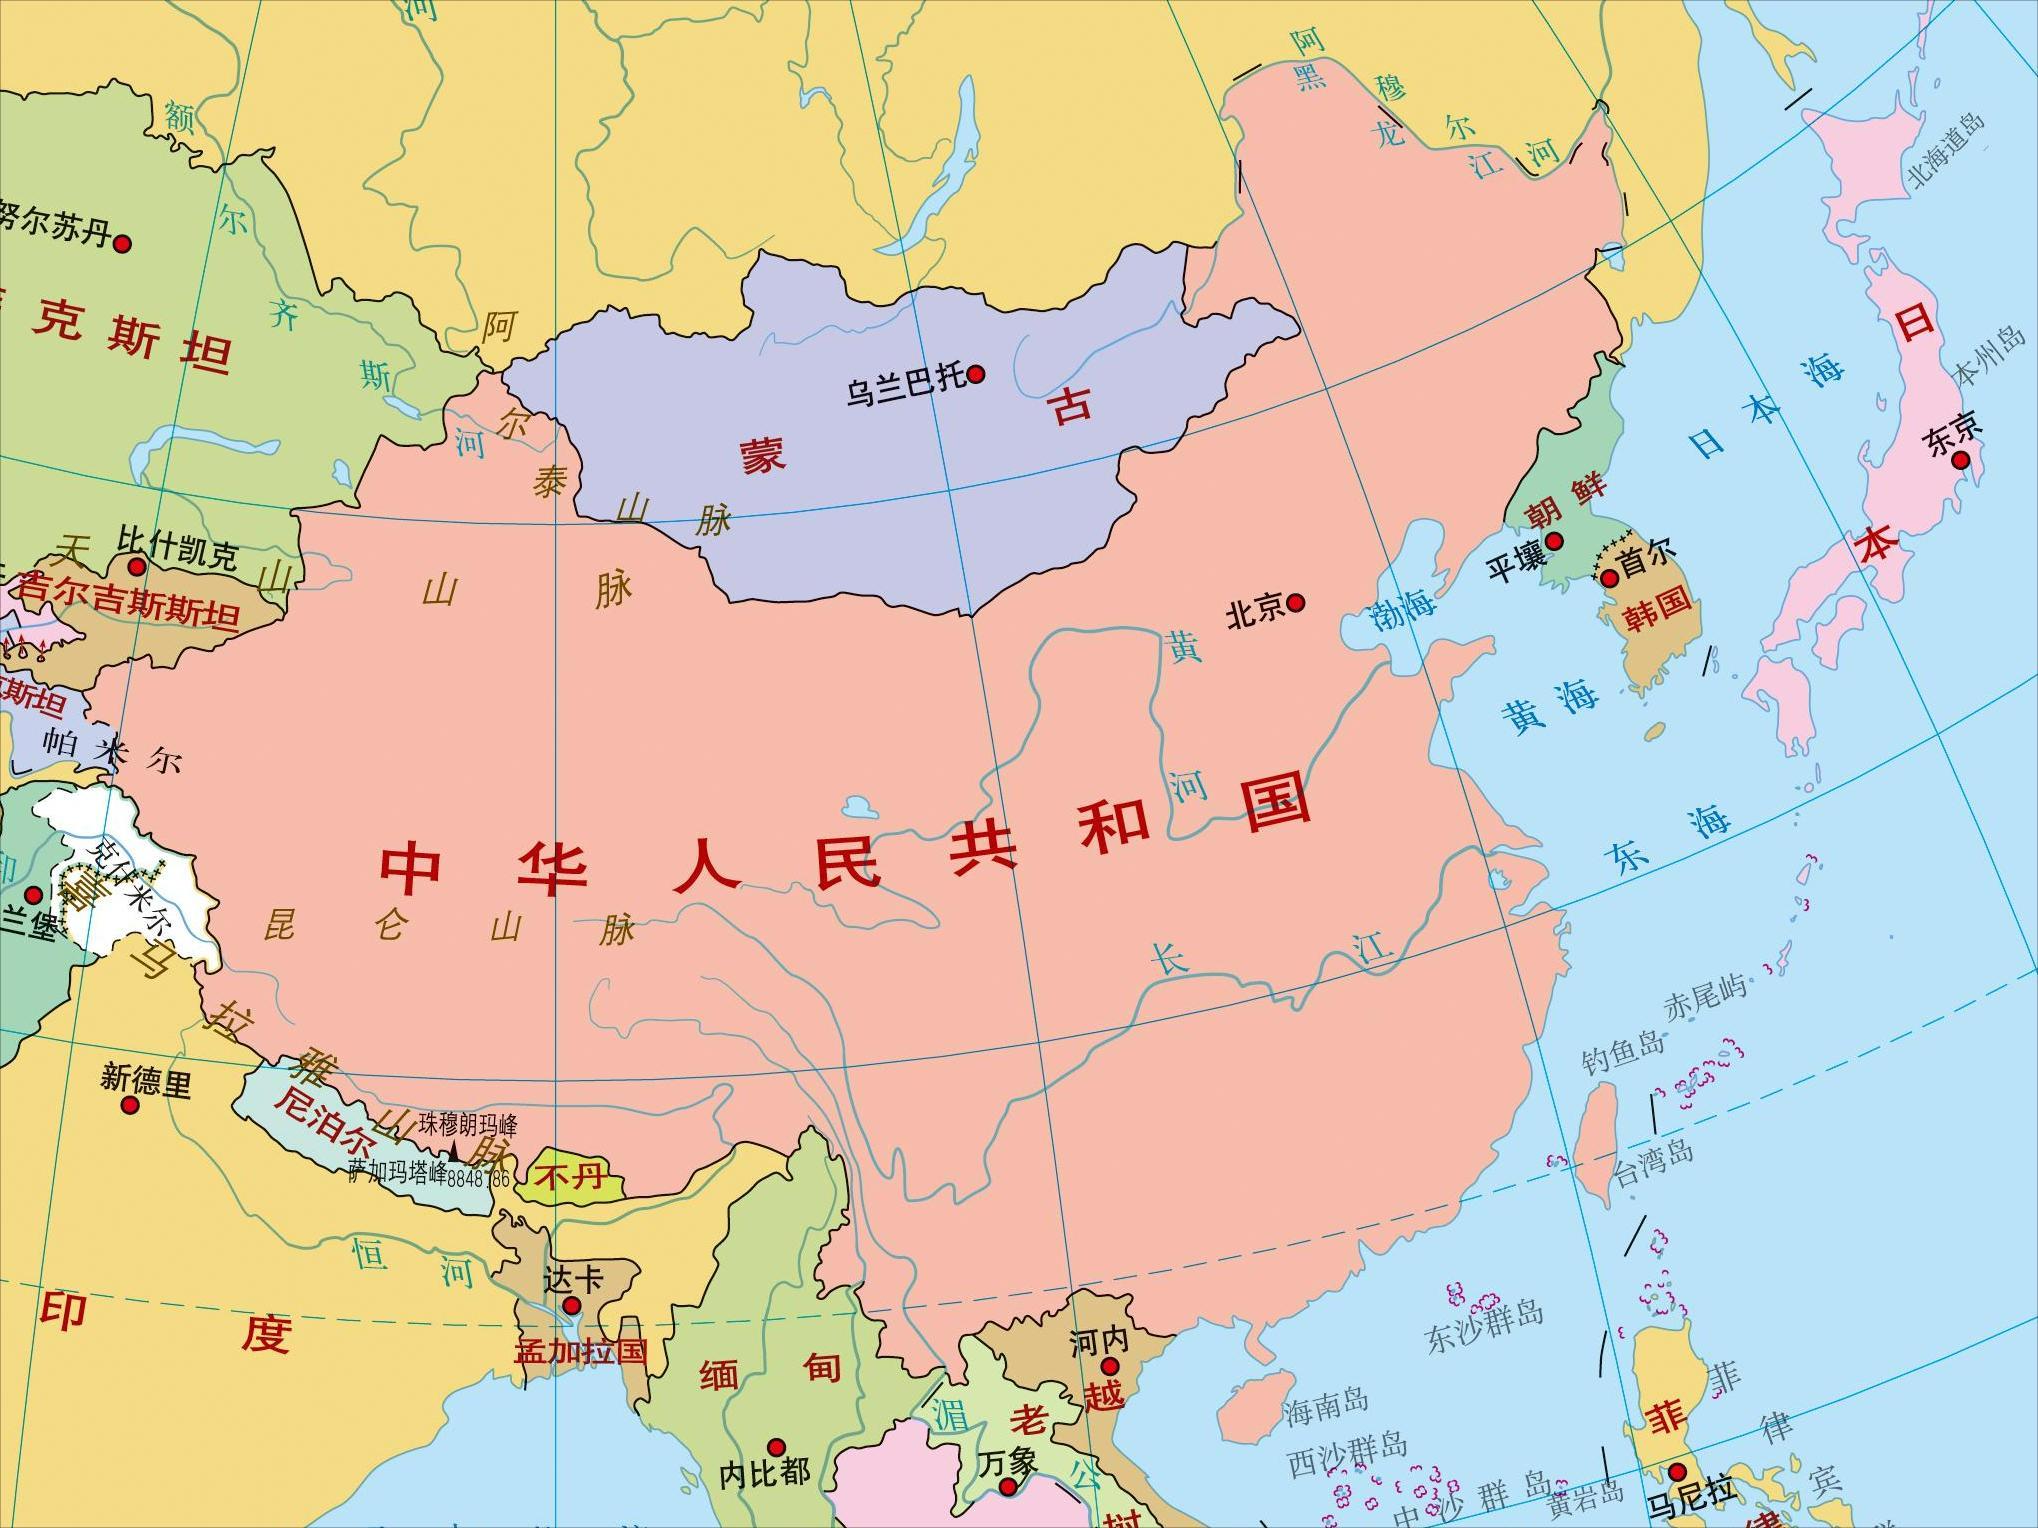 河
阿
黑
穆
龙
尔
江
河
额
尔
齐
斯
河
努尔苏丹
克斯坦
北海道岛
阿
尔
泰
山
脉
乌兰巴托
蒙
古
日
本
本州岛
东京
日本海
朝鲜
平壤
首尔
韩国
天
山
山
脉
比什凯克
吉尔吉斯斯坦
斯坦
帕米尔
北京
渤海
黄
河
黄海
中华人民共和国
东海
克什米尔
印
兰堡
昆仑山脉
长
江
喜
马
拉
雅
山
脉
赤尾屿
钓鱼岛
台湾岛
新德里
尼泊尔
珠穆朗玛峰
萨加玛塔峰8848.86
不丹
恒
河
达卡
孟加拉国
印
度
缅
甸
内比都
河内
越
老
湄
公
万象
东沙群岛
海南岛
西沙群岛
中沙群岛
黄岩岛
菲
律
菲
律
宾
马尼拉